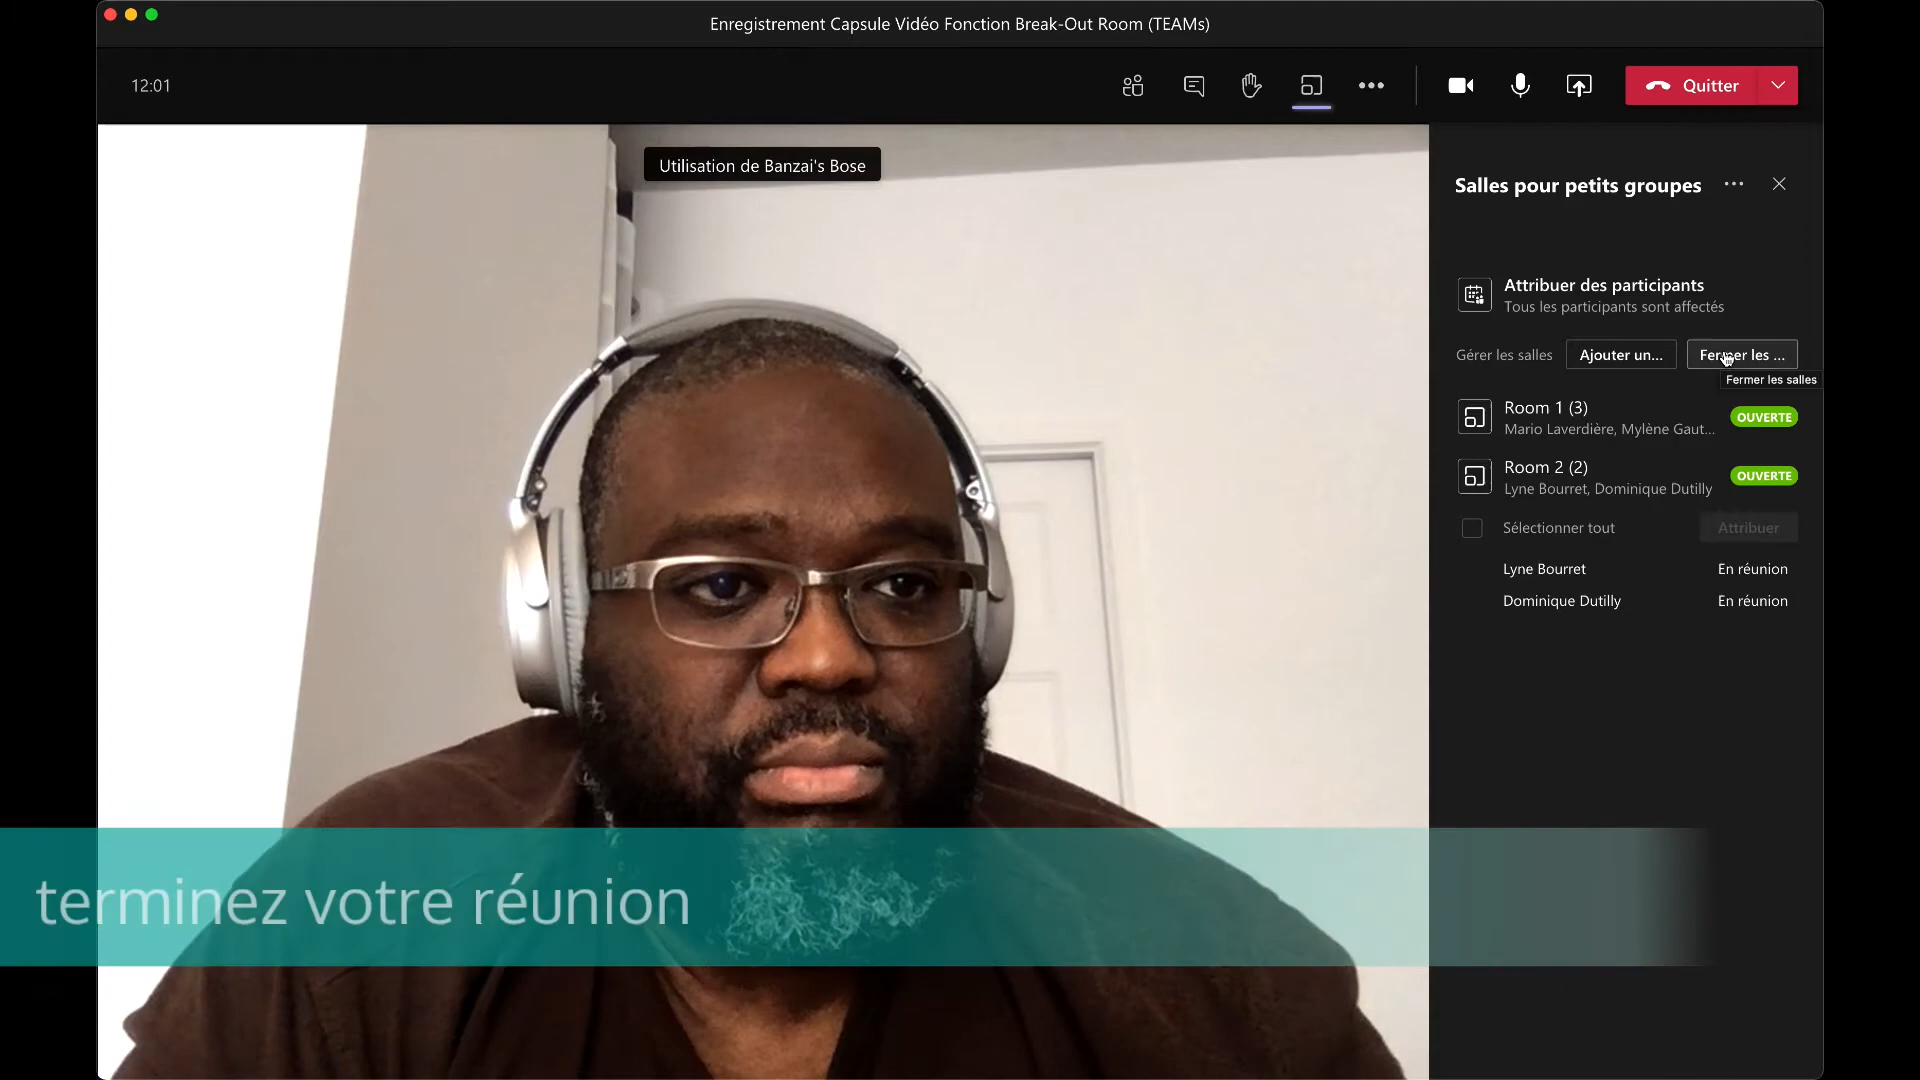 Enregistrement Capsule Vidéo Fonction Break-Out Room (TEAMs)
12:01
Quitter
Utilisation de Banzai's Bose
Salles pour petits groupes
Attribuer des participants
Tous les participants sont affectés
Gérer les salles
Ajouter un...
Fermer les ...
Fermer les salles
Room 1 (3)
OUVERTE
Mario Laverdière, Mylène Gaut...
Room 2 (2)
OUVERTE
Lyne Bourret, Dominique Dutilly
Sélectionner tout
Attribuer
Lyne Bourret
En réunion
Dominique Dutilly
En réunion
terminez votre réunion